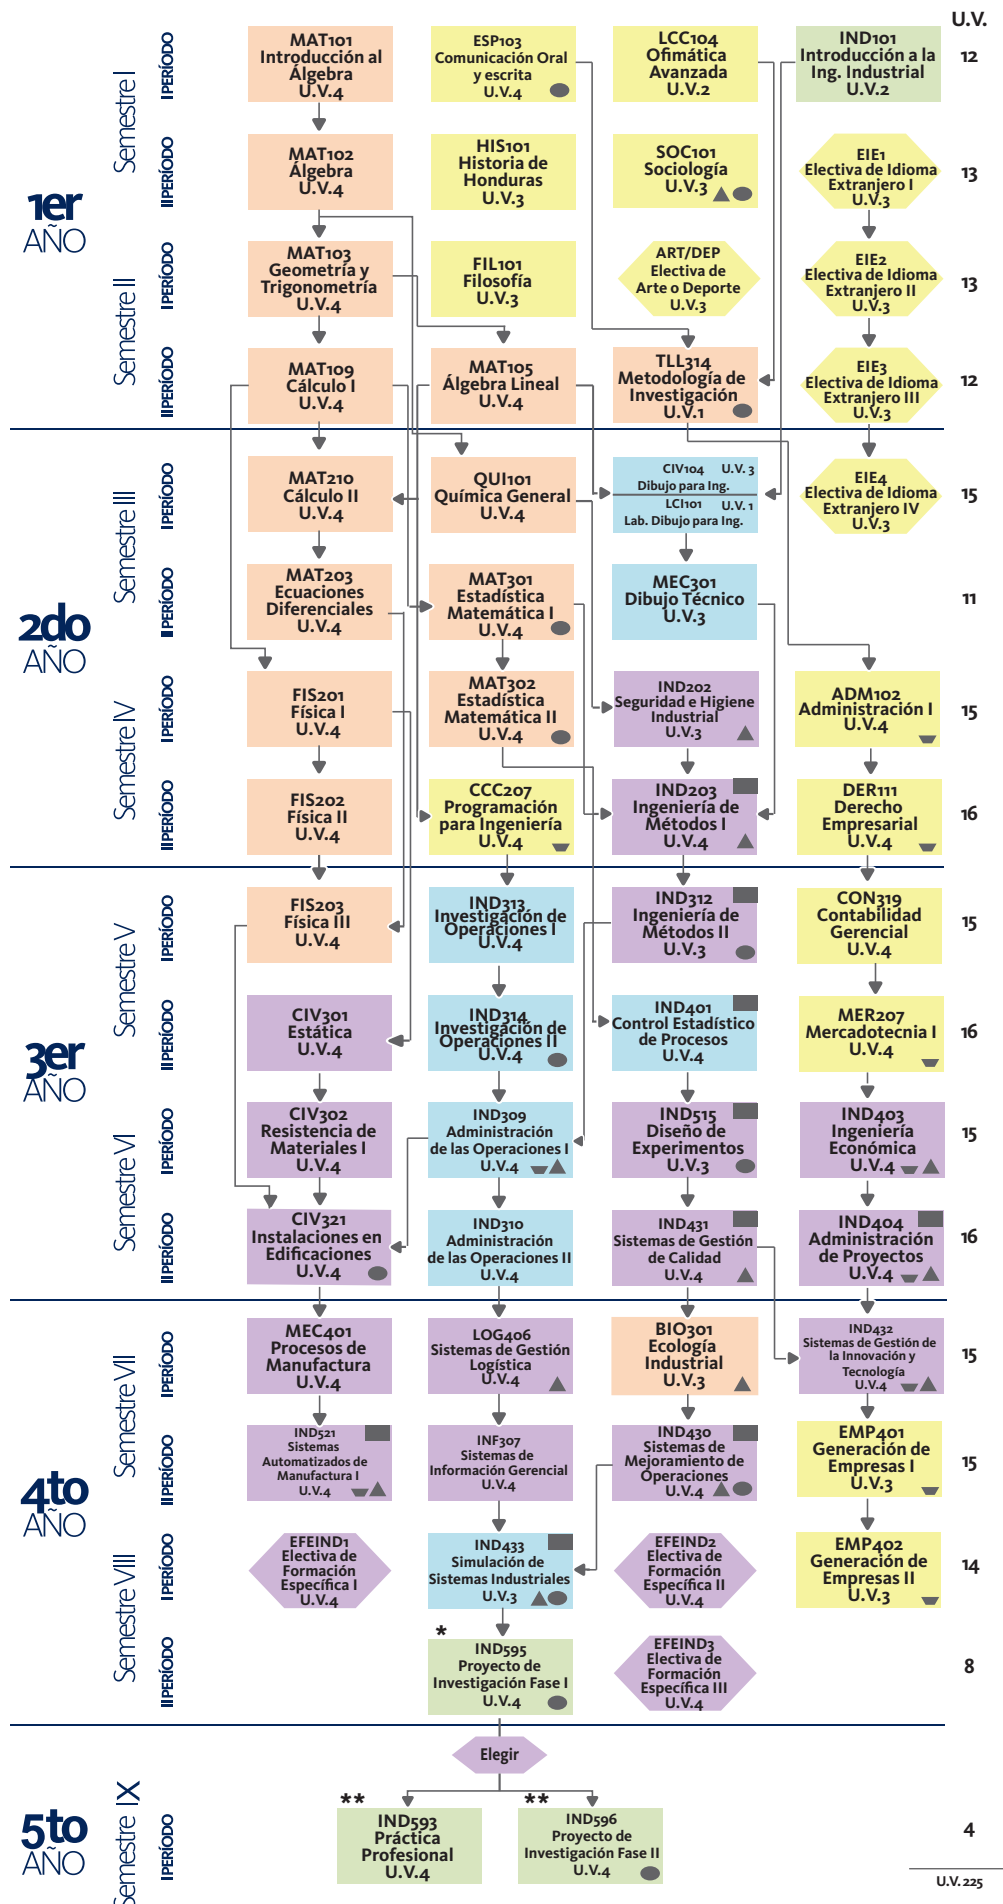 U.V.
1er
AÑO
Semestre I
I PERÍODO
MAT101
Introducción al
Álgebra
U.V.4
ESP103
Comunicación Oral
y escrita
U.V.4
LCC104
Ofimática
Avanzada
U.V.2
IND101
Introducción a la
Ing. Industrial
U.V.2
12
II PERÍODO
MAT102
Álgebra
U.V.4
HIS101
Historia de
Honduras
U.V.3
SOC101
Sociología
U.V.3
EIE1
Electiva de Idioma
Extranjero I
U.V.3
13
Semestre II
I PERÍODO
MAT103
Geometría y
Trigonometría
U.V.4
FIL101
Filosofía
U.V.3
ART/DEP
Electiva de
Arte o Deporte
U.V.3
EIE2
Electiva de Idioma
Extranjero II
U.V.3
13
II PERÍODO
MAT109
Cálculo I
U.V.4
MAT105
Álgebra Lineal
U.V.4
TLL314
Metodología de
Investigación
U.V.1
EIE3
Electiva de Idioma
Extranjero III
U.V.3
12
2do
AÑO
Semestre III
I PERÍODO
MAT210
Cálculo II
U.V.4
QUI101
Química General
U.V.4
CIV104 U.V. 3
Dibujo para Ing.
LCI101 U.V. 1
Lab. Dibujo para Ing.
EIE4
Electiva de Idioma
Extranjero IV
U.V.3
15
II PERÍODO
MAT203
Ecuaciones
Diferenciales
U.V.4
MAT301
Estadística
Matemática I
U.V.4
MEC301
Dibujo Técnico
U.V.3
11
Semestre IV
I PERÍODO
FIS201
Física I
U.V.4
MAT302
Estadística
Matemática II
U.V.4
IND202
Seguridad e Higiene
Industrial
U.V.3
ADM102
Administración I
U.V.4
15
II PERÍODO
FIS202
Física II
U.V.4
CCC207
Programación
para Ingeniería
U.V.4
IND203
Ingeniería de
Métodos I
U.V.4
DER111
Derecho
Empresarial
U.V.4
16
3er
AÑO
Semestre V
I PERÍODO
FIS203
Física III
U.V.4
IND313
Investigación de
Operaciones I
U.V.4
IND312
Ingeniería de
Métodos II
U.V.3
CON319
Contabilidad
Gerencial
U.V.4
15
II PERÍODO
CIV301
Estática
U.V.4
IND314
Investigación de
Operaciones II
U.V.4
IND401
Control Estadístico
de Procesos
U.V.4
MER207
Mercadotecnia I
U.V.4
16
Semestre VI
I PERÍODO
CIV302
Resistencia de
Materiales I
U.V.4
IND309
Administración
de las Operaciones I
U.V.4
IND515
Diseño de
Experimentos
U.V.3
IND403
Ingeniería
Económica
U.V.4
15
II PERÍODO
CIV321
Instalaciones en
Edificaciones
U.V.4
IND310
Administración
de las Operaciones II
U.V.4
IND431
Sistemas de Gestión
de Calidad
U.V.4
IND404
Administración
de Proyectos
U.V.4
16
4to
AÑO
Semestre VII
I PERÍODO
MEC401
Procesos de
Manufactura
U.V.4
LOG406
Sistemas de Gestión
Logística
U.V.4
BIO301
Ecología
Industrial
U.V.3
IND432
Sistemas de Gestión de
la Innovación y
Tecnología
U.V.4
15
II PERÍODO
IND521
Sistemas
Automatizados de
Manufactura I
U.V.4
INF307
Sistemas de
Información Gerencial
U.V.4
IND430
Sistemas de
Mejoramiento de
Operaciones
U.V.4
EMP401
Generación de
Empresas I
U.V.3
15
Semestre VIII
I PERÍODO
EFEIND1
Electiva de
Formación
Específica I
U.V.4
IND433
Simulación de
Sistemas Industriales
U.V.3
EFEIND2
Electiva de
Formación
Específica II
U.V.4
EMP402
Generación de
Empresas II
U.V.3
14
II PERÍODO
*
IND595
Proyecto de
Investigación Fase I
U.V.4
EFEIND3
Electiva de
Formación
Específica III
U.V.4
8
5to
AÑO
Semestre IX
I PERÍODO
Elegir
**
IND593
Práctica
Profesional
U.V.4
**
IND596
Proyecto de
Investigación Fase II
U.V.4
4
U.V. 225